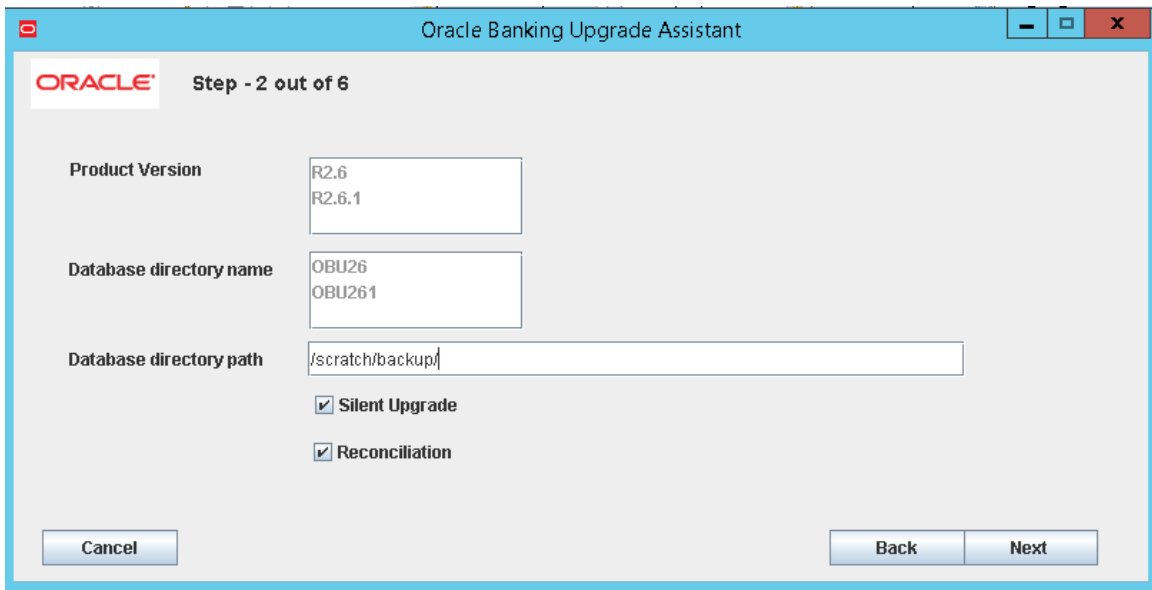 Oracle Banking Upgrade Assistant
ORACLE
Step - 2 out of 6
Product Version
R2.6
R2.6.1
Database directory name
OBU26
OBU261
Database directory path
/scratch/backup/
Silent Upgrade
Reconciliation
Cancel
Back
Next